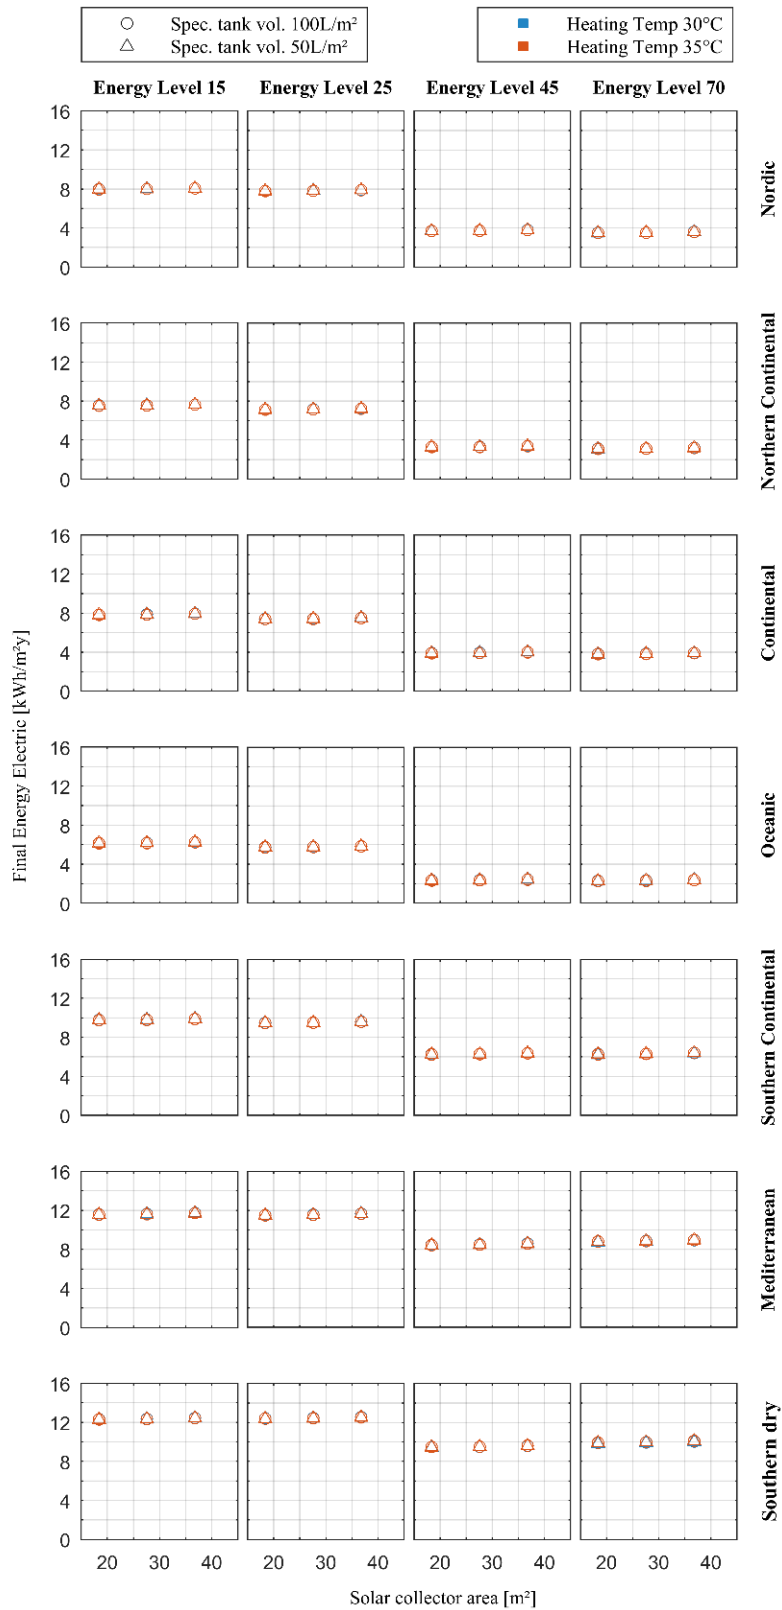 Spec. tank vol. 100L/m²
Spec. tank vol. 50L/m²
Heating Temp 30°C
Heating Temp 35°C
Energy Level 15 Energy Level 25 Energy Level 45 Energy Level 70
16
12
8
4
0
Nordic
16
12
8
4
0
Northern Continental
16
12
8
4
0
Continental
Final Energy Electric [kWh/m²y]
16
12
8
4
0
Oceanic
16
12
8
4
0
Southern Continental
16
12
8
4
0
Mediterranean
16
12
8
4
0
Southern dry
20 30 40 20 30 40 20 30 40 20 30 40
Solar collector area [m²]